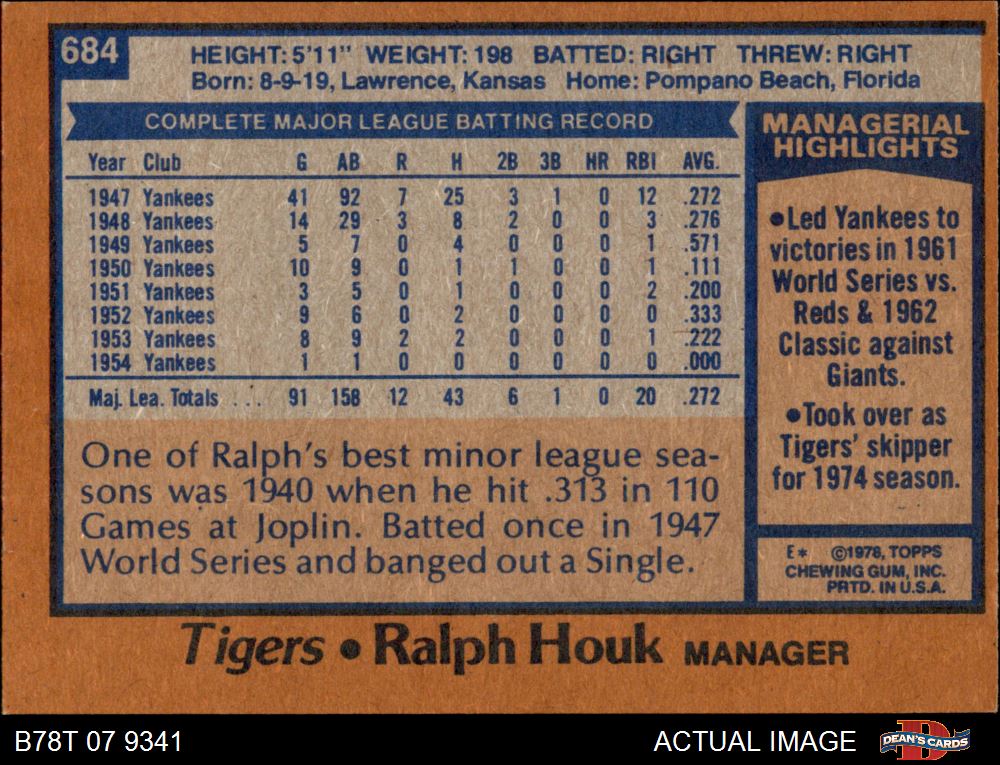 684
HEIGHT: 5'11" WEIGHT: 198 BATTED: RIGHT THREW: RIGHT
Born: 8-9-19, Lawrence, Kansas Home: Pompano Beach, Florida
COMPLETE MAJOR LEAGUE BATTING RECORD
Year Club G AB R H 2B 3B HR RBI AVG.
1947 Yankees 41 92 7 25 3 1 0 12 .272
1948 Yankees 14 29 3 8 2 0 0 3 .276
1949 Yankees 5 7 0 4 0 0 0 1 .571
1950 Yankees 10 9 0 1 1 0 0 1 .111
1951 Yankees 3 5 0 1 0 0 0 2 .200
1952 Yankees 9 6 0 2 0 0 0 0 .333
1953 Yankees 8 9 2 2 0 0 0 1 .222
1954 Yankees 1 1 0 0 0 0 0 0 .000
Maj. Lea. Totals ... 91 158 12 43 6 1 0 20 .272
One of Ralph's best minor league sea-
sons was 1940 when he hit .313 in 110
Games at Joplin. Batted once in 1947
World Series and banged out a Single.
MANAGERIAL
HIGHLIGHTS
•Led Yankees to
victories in 1961
World Series vs.
Reds & 1962
Classic against
Giants.
•Took over as
Tigers' skipper
for 1974 season.
E* ©1978, TOPPS
CHEWING GUM, INC.
PRTD. IN U.S.A.
Tigers • Ralph Houk MANAGER
B78T 07 9341
ACTUAL IMAGE
DEAN'S CARDS